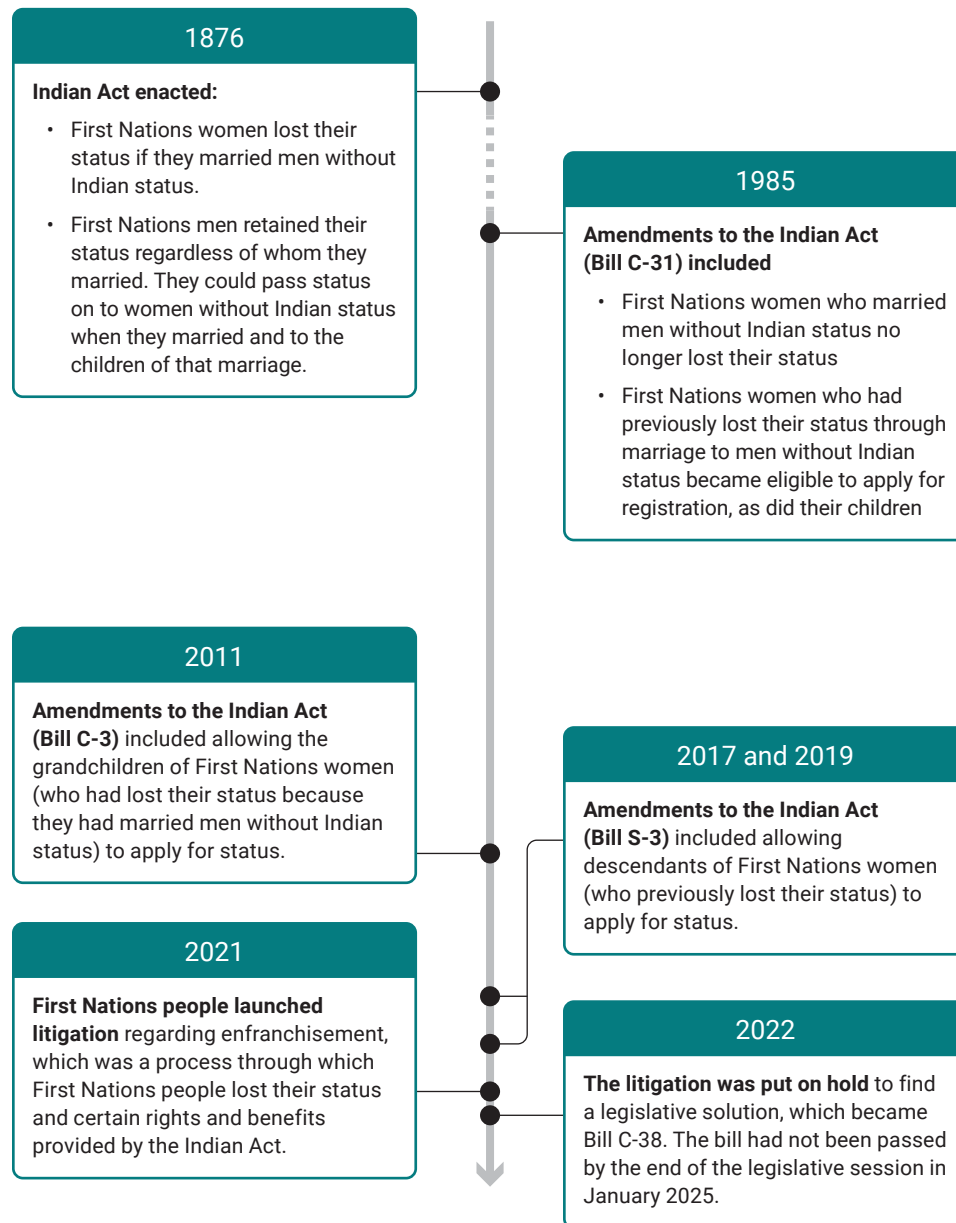 1876
Indian Act enacted:
• First Nations women lost their
status if they married men without
Indian status.
• First Nations men retained their
status regardless of whom they
married. They could pass status
on to women without Indian status
when they married and to the
children of that marriage.
1985
Amendments to the Indian Act
(Bill C-31) included
• First Nations women who married
men without Indian status no
longer lost their status
• First Nations women who had
previously lost their status through
marriage to men without Indian
status became eligible to apply for
registration, as did their children
2011
Amendments to the Indian Act
(Bill C-3) included allowing the
grandchildren of First Nations women
(who had lost their status because
they had married men without Indian
status) to apply for status.
2017 and 2019
Amendments to the Indian Act
(Bill S-3) included allowing
descendants of First Nations women
(who previously lost their status) to
apply for status.
2021
First Nations people launched
litigation regarding enfranchisement,
which was a process through which
First Nations people lost their status
and certain rights and benefits
provided by the Indian Act.
2022
The litigation was put on hold to find
a legislative solution, which became
Bill C-38. The bill had not been passed
by the end of the legislative session in
January 2025.